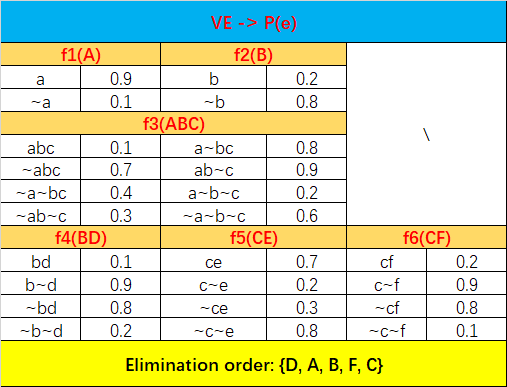 VE -> P(e)
f1(A) f2(B)
a 0.9 b 0.2 \
~a 0.1 ~b 0.8
f3(ABC)
abc 0.1 a~bc 0.8
~abc 0.7 ab~c 0.9
~a~bc 0.4 a~b~c 0.2
~ab~c 0.3 ~a~b~c 0.6
f4(BD) f5(CE) f6(CF)
bd 0.1 ce 0.7 cf 0.2
b~d 0.9 c~e 0.2 c~f 0.9
~bd 0.8 ~ce 0.3 ~cf 0.8
~b~d 0.2 ~c~e 0.8 ~c~f 0.1
Elimination order: {D, A, B, F, C}